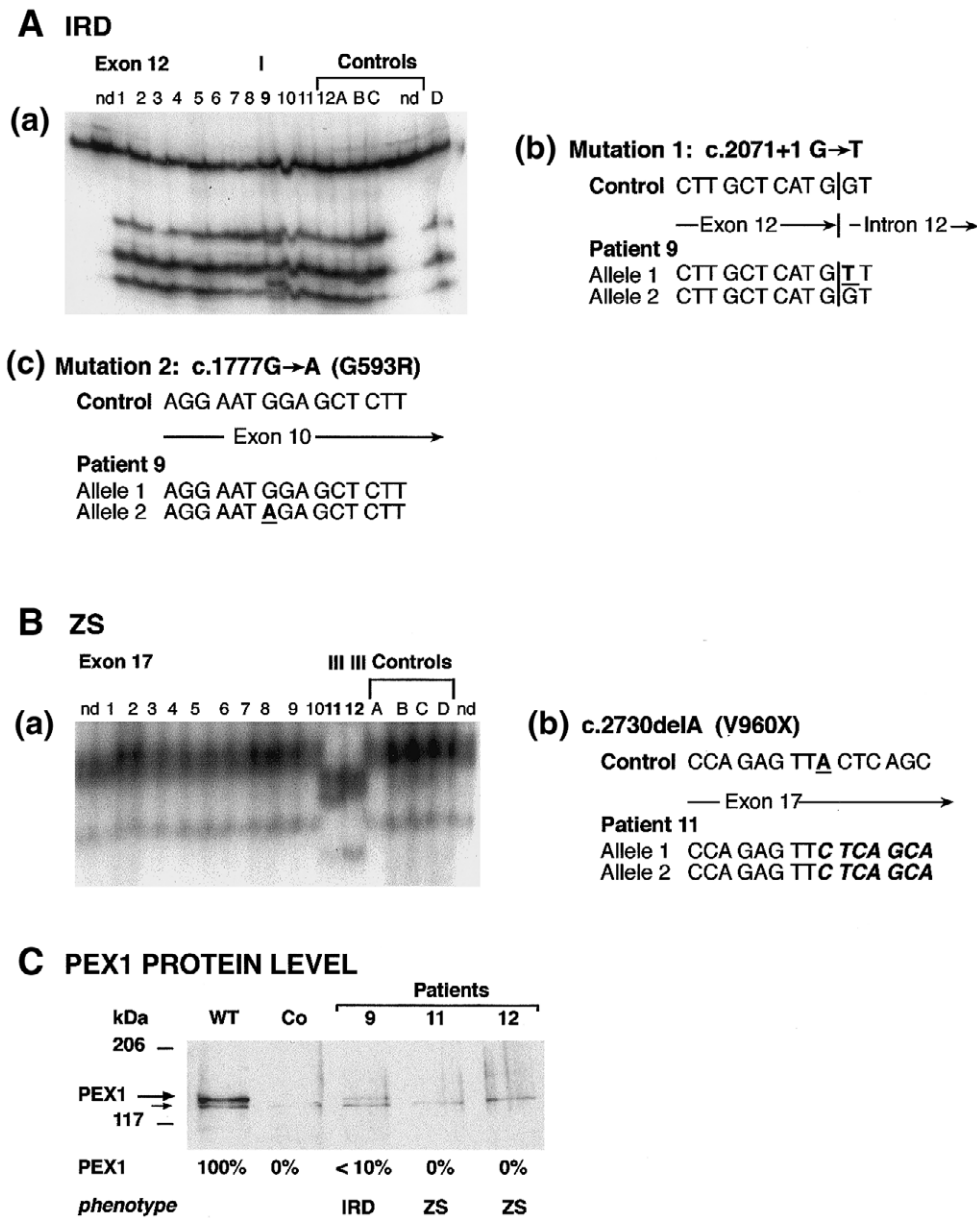 A IRD
Exon 12 I Controls
nd 1 2 3 4 5 6 7 8 9 10 11 12 A B C nd D
(a)
(b) Mutation 1: c.2071+1 G→T
Control CTT GCT CAT G|GT
Exon 12 Intron 12
Patient 9
Allele 1 CTT GCT CAT G|TT
Allele 2 CTT GCT CAT G|GT
(c) Mutation 2: c.1777G→A (G593R)
Control AGG AAT GGA GCT CTT
Exon 10
Patient 9
Allele 1 AGG AAT GGA GCT CTT
Allele 2 AGG AAT AGA GCT CTT
B ZS
Exon 17 III III Controls
nd 1 2 3 4 5 6 7 8 9 10 11 12 A B C D nd
(a)
(b) c.2730delA (V960X)
Control CCA GAG TTA CTC AGC
Exon 17
Patient 11
Allele 1 CCA GAG TTC TCA GCA
Allele 2 CCA GAG TTC TCA GCA
C PEX1 PROTEIN LEVEL
Patients
kDa WT Co 9 11 12
206
PEX1
117
PEX1 100% 0% < 10% 0% 0%
phenotype IRD ZS ZS